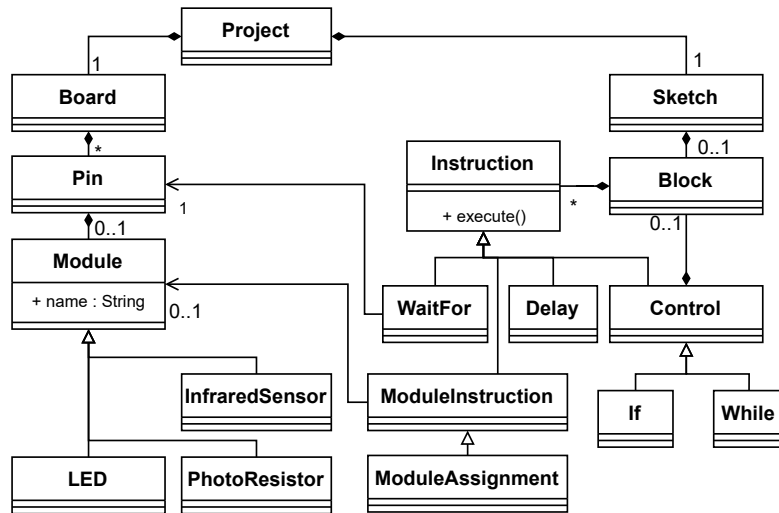 Project
1
1
Board
Sketch
*
0..1
Pin
Instruction
+ execute()
Block
1
*
0..1
0..1
Module
+ name : String
0..1
WaitFor
Delay
Control
InfraredSensor
ModuleInstruction
If
While
LED
PhotoResistor
ModuleAssignment